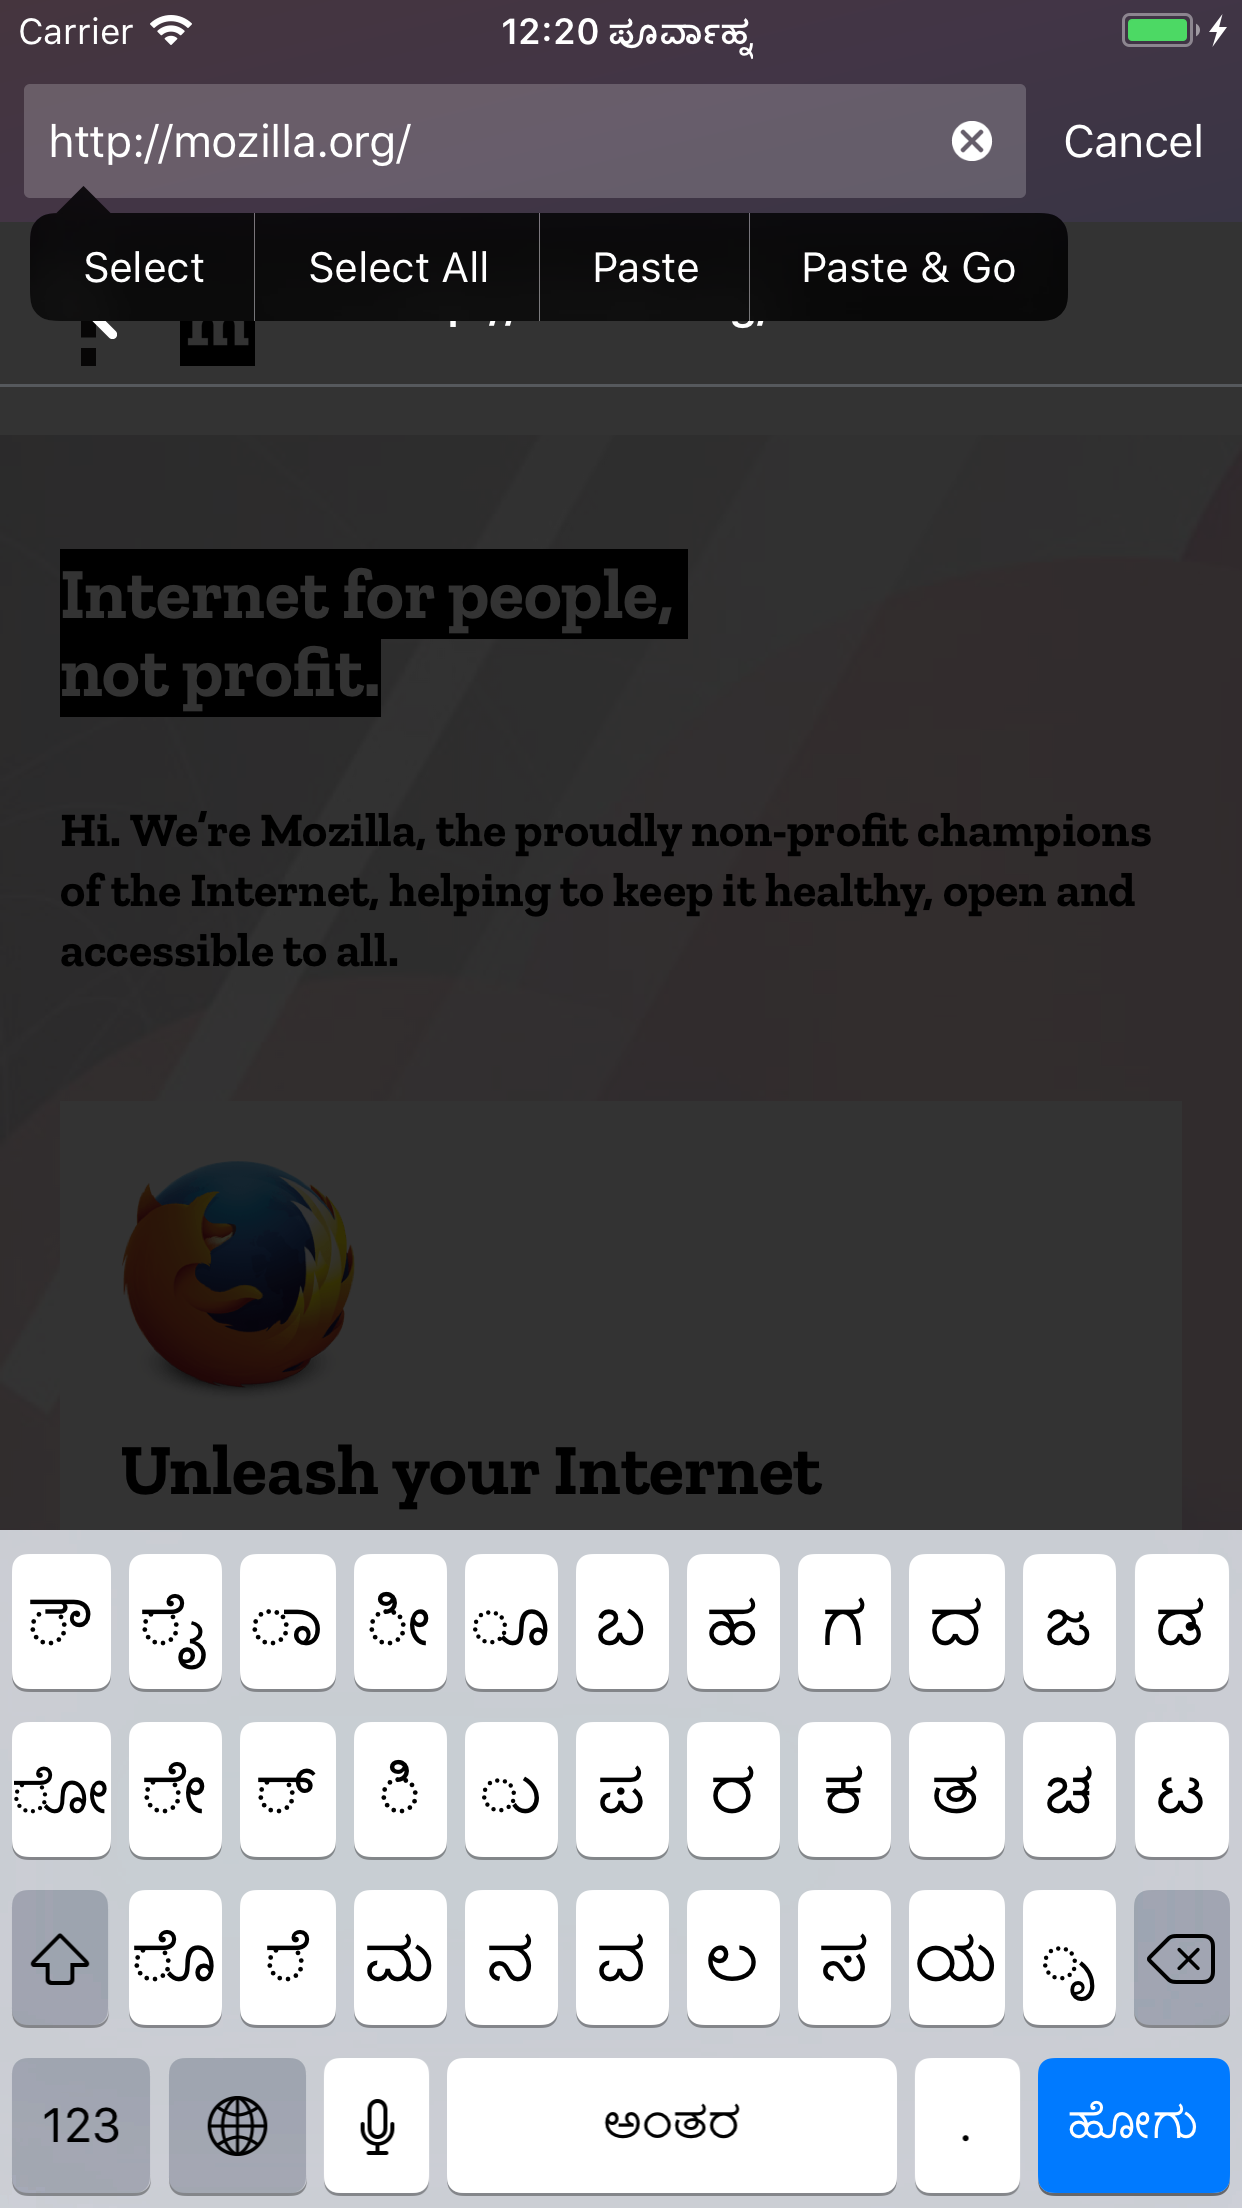 Carrier 12:20 ಪೂರ್ವಾಹ್ನ
http://mozilla.org/ Cancel
Select Select All Paste Paste & Go
m
Internet for people,
not profit.
Hi. We’re Mozilla, the proudly non-profit champions
of the Internet, helping to keep it healthy, open and
accessible to all.
Unleash your Internet
ೌ ೈ ಾ ೀ ೂ ಬ ಹ ಗ ದ ಜ ಡ
ೋ ೇ ್ ಿ ು ಪ ರ ಕ ತ ಚ ಟ
ೊ ೆ ಮ ನ ವ ಲ ಸ ಯ ೃ
123 ಅಂತರ . ಹೋಗು